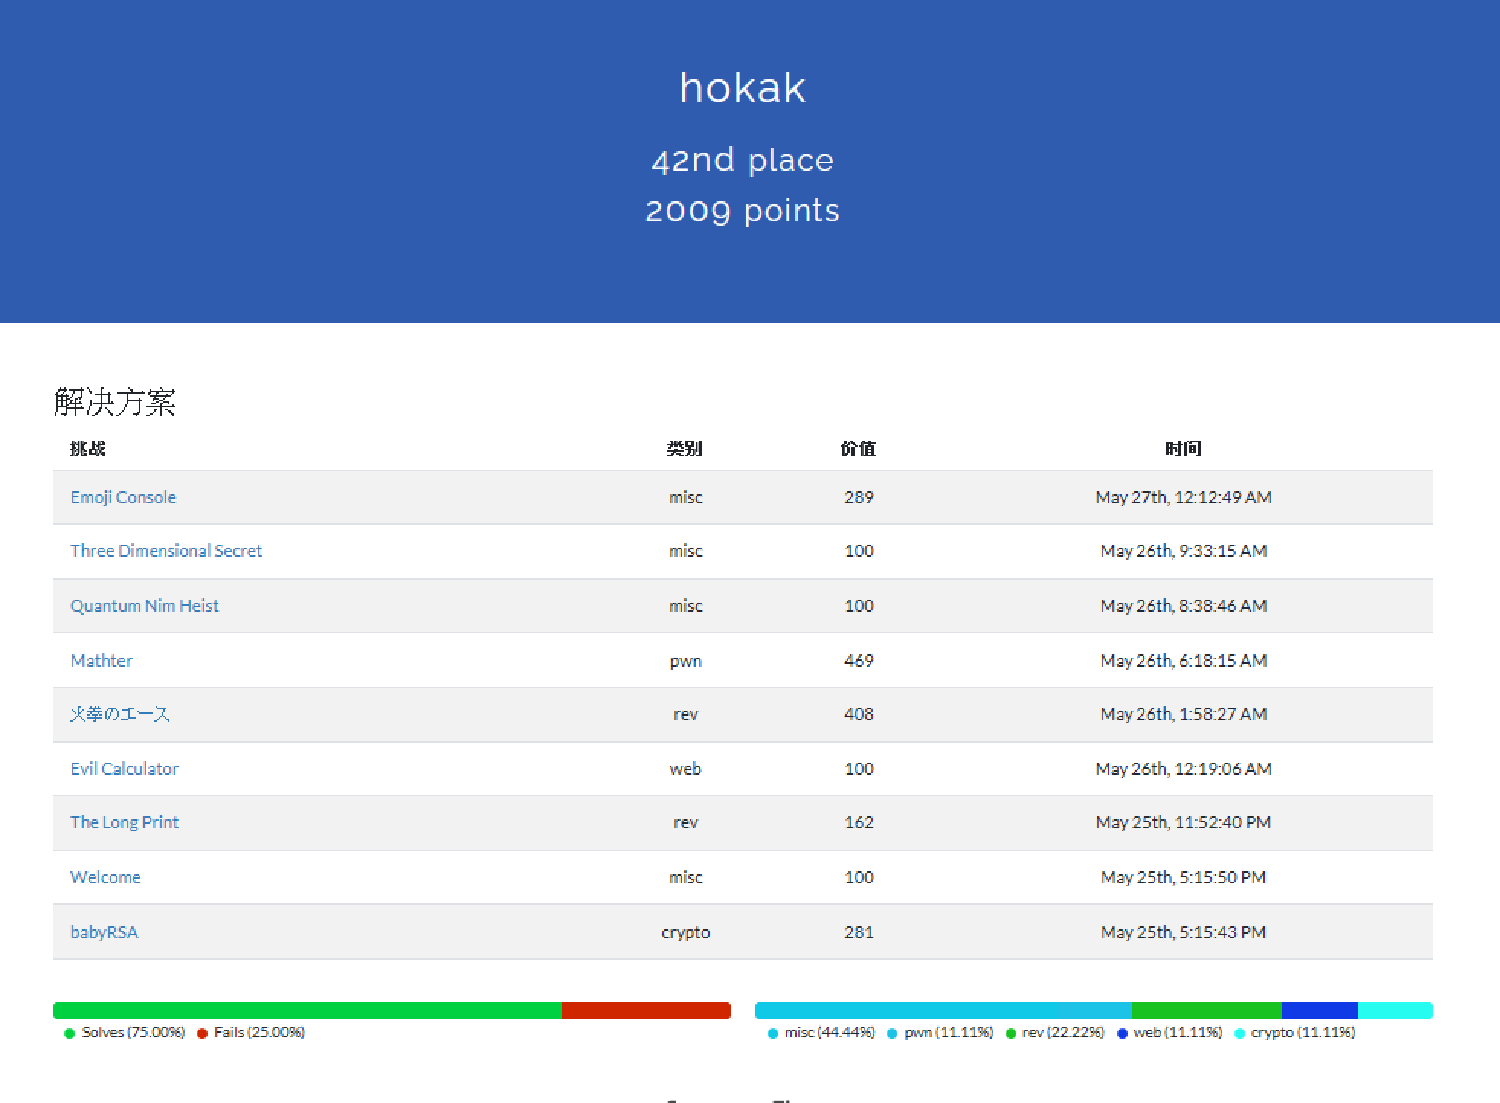 hokak
42nd place
2009 points
解决方案
挑战 类别 价值 时间
Emoji Console misc 289 May 27th, 12:12:49 AM
Three Dimensional Secret misc 100 May 26th, 9:33:15 AM
Quantum Nim Heist misc 100 May 26th, 8:38:46 AM
Mathter pwn 469 May 26th, 6:18:15 AM
火拳のエース rev 408 May 26th, 1:58:27 AM
Evil Calculator web 100 May 26th, 12:19:06 AM
The Long Print rev 162 May 25th, 11:52:40 PM
Welcome misc 100 May 25th, 5:15:50 PM
babyRSA crypto 281 May 25th, 5:15:43 PM
Solves (75.00%) Fails (25.00%) misc (44.44%) pwn (11.11%) rev (22.22%) web (11.11%) crypto (11.11%)